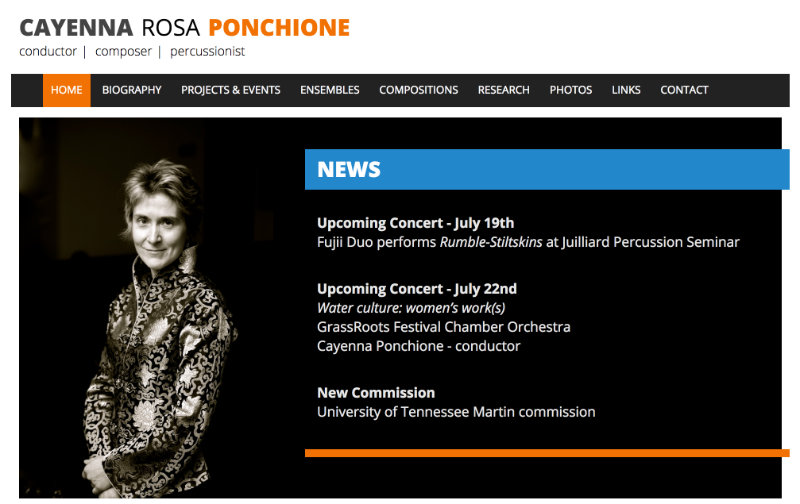 CAYENNA ROSA PONCHIONE
conductor | composer | percussionist
HOME BIOGRAPHY PROJECTS & EVENTS ENSEMBLES COMPOSITIONS RESEARCH PHOTOS LINKS CONTACT
NEWS
Upcoming Concert - July 19th
Fujii Duo performs Rumble-Stiltskins at Juilliard Percussion Seminar
Upcoming Concert - July 22nd
Water culture: women's work(s)
GrassRoots Festival Chamber Orchestra
Cayenna Ponchione - conductor
New Commission
University of Tennessee Martin commission